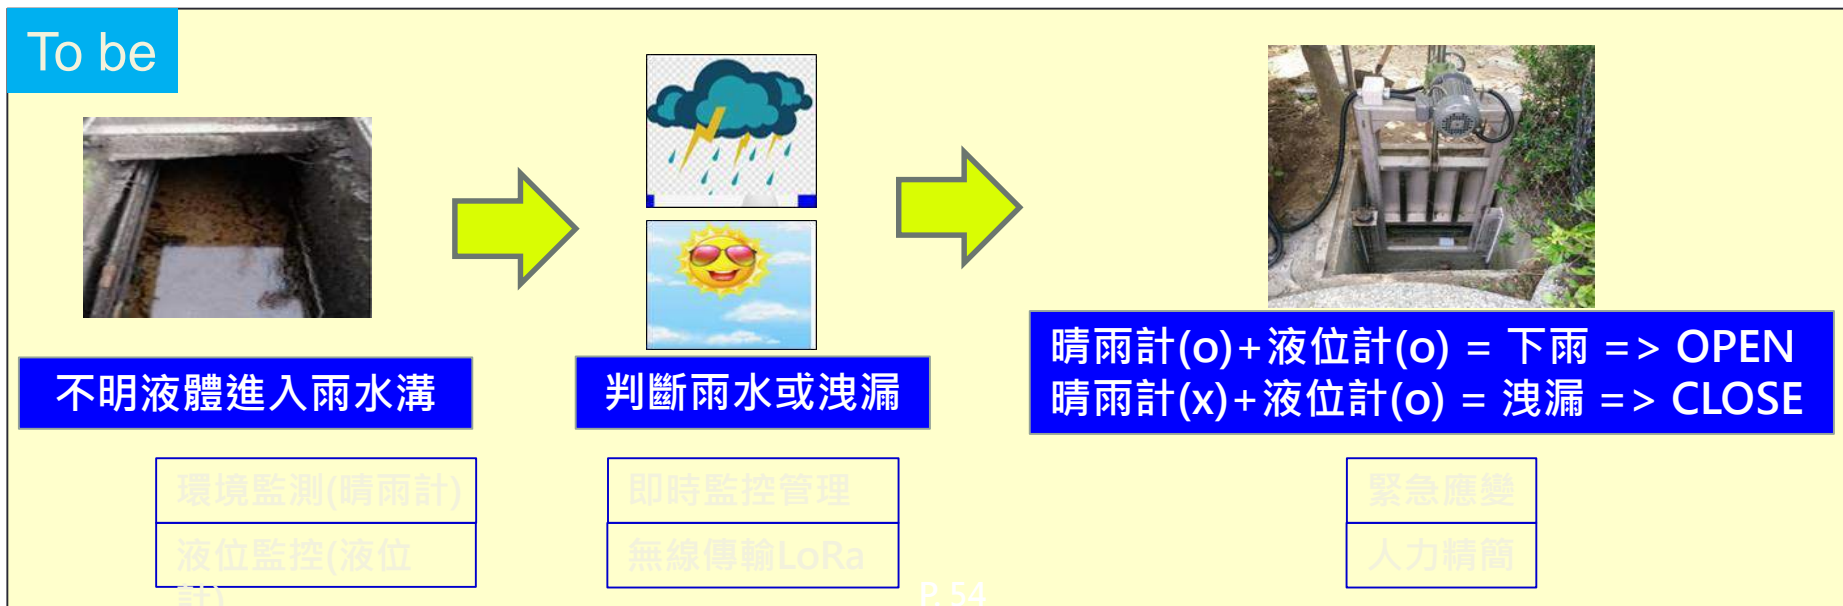 To be
不明液體進入雨水溝
判斷雨水或洩漏
晴雨計(o)+液位計(o) = 下雨 => OPEN
晴雨計(x)+液位計(o) = 洩漏 => CLOSE
環境監測(晴雨計)
液位監控(液位
計)
即時監控管理
無線傳輸LoRa
緊急應變
人力精簡
P. 54